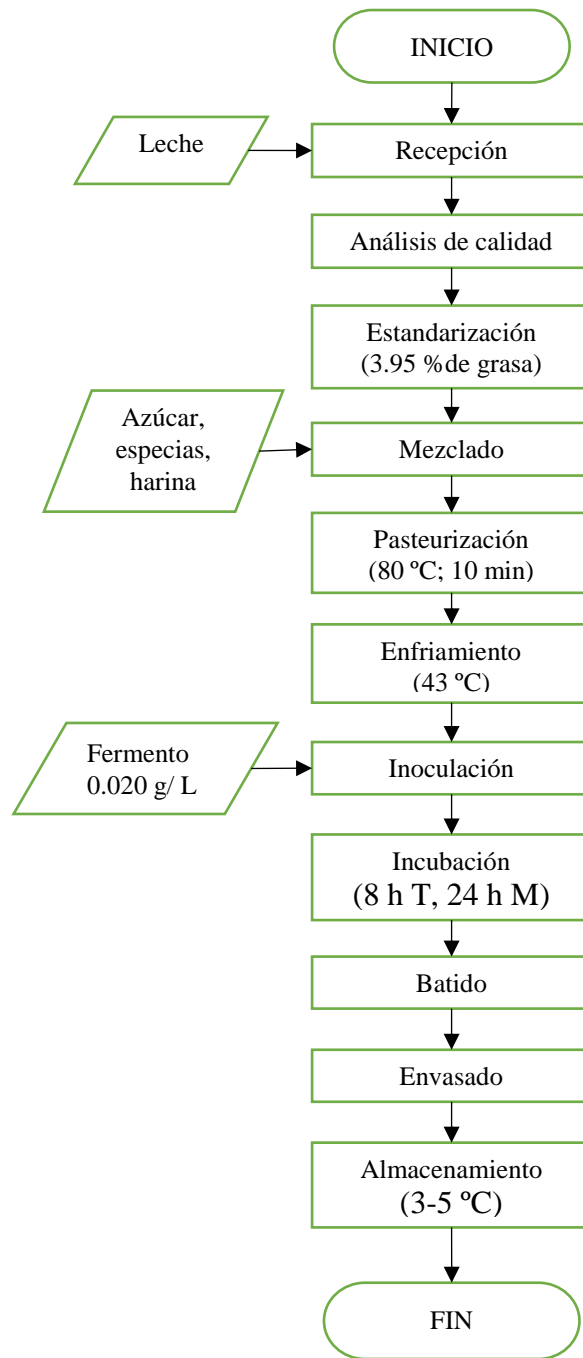 INICIO
Leche
Recepción
Análisis de calidad
Estandarización
(3.95 %de grasa)
Azúcar,
especias,
harina
Mezclado
Pasteurización
(80 ºC; 10 min)
Enfriamiento
(43 ºC)
Fermento
0.020 g/ L
Inoculación
Incubación
(8 h T, 24 h M)
Batido
Envasado
Almacenamiento
(3-5 ºC)
FIN